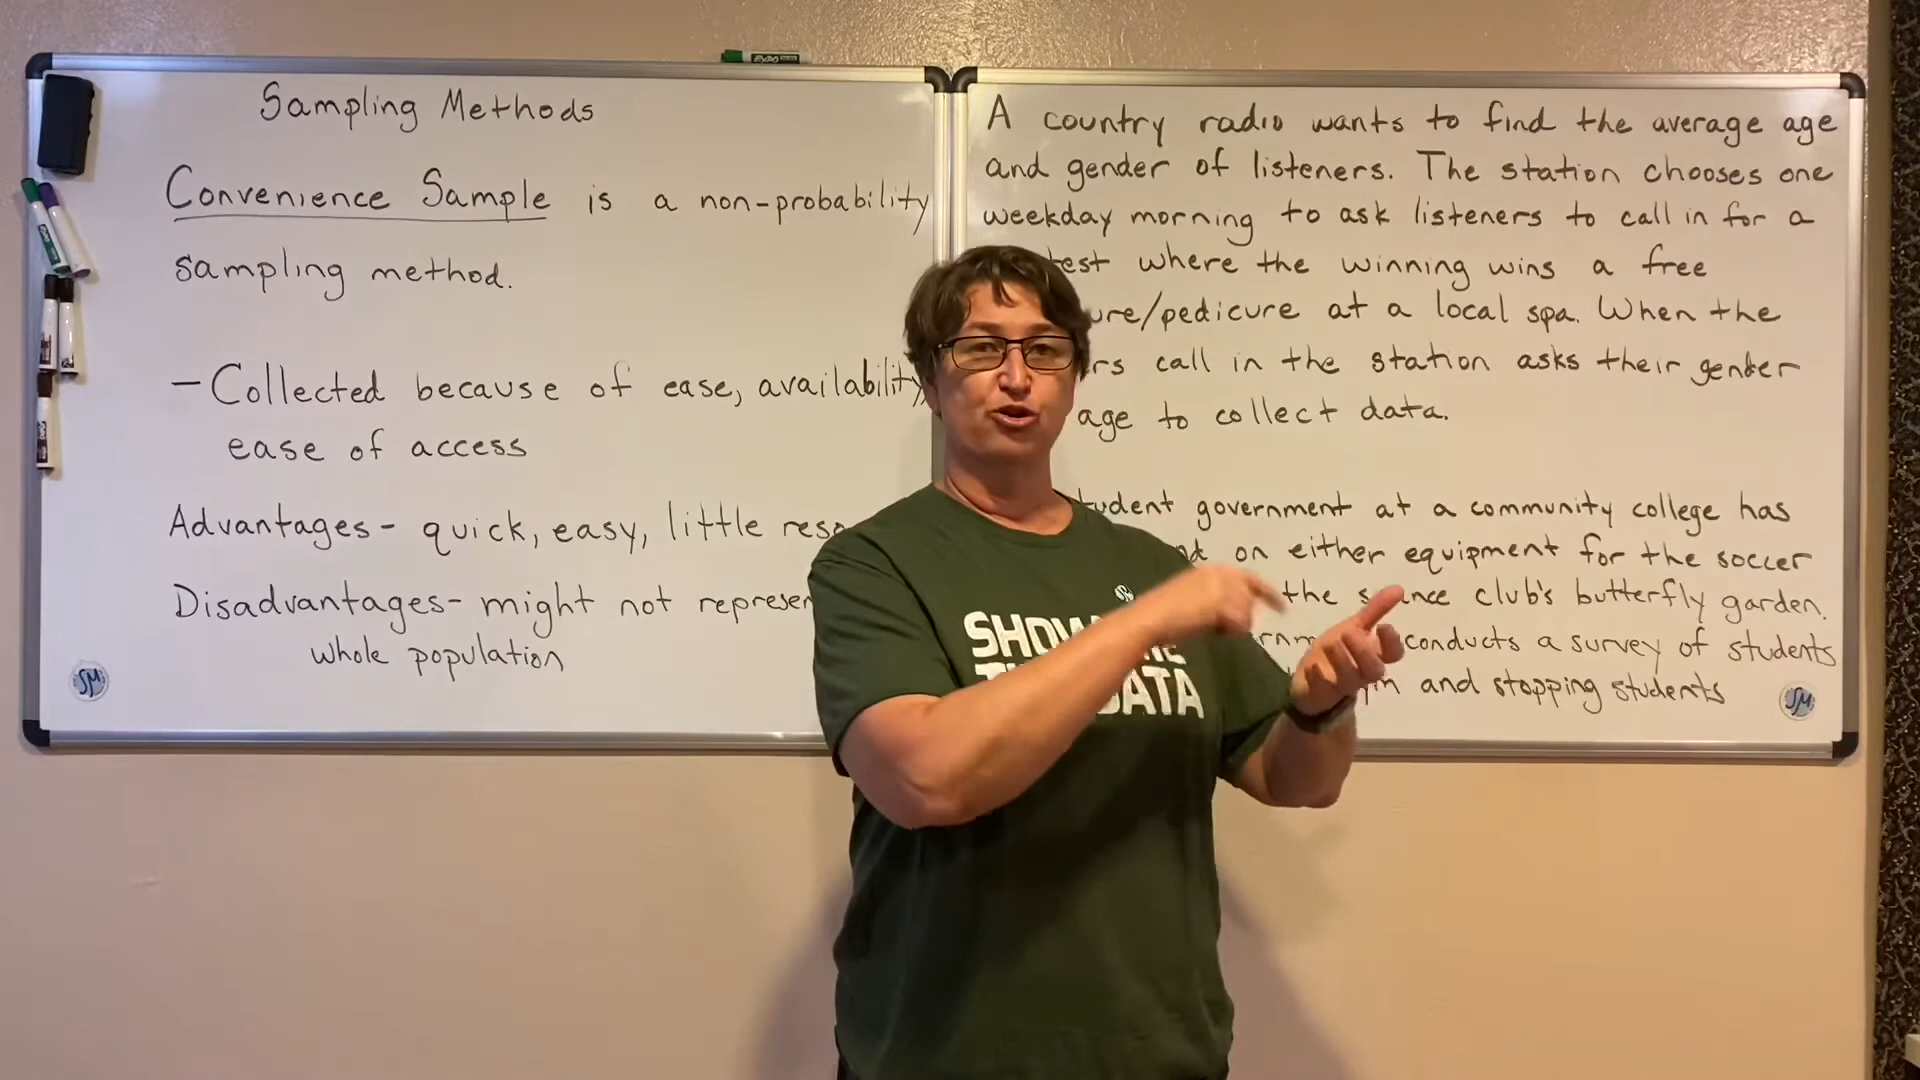 Sampling Methods
Convenience Sample is a non-probability
sampling method.
- Collected because of ease, availability,
ease of access
Advantages - quick, easy, little
Disadvantages - might not
whole population
A country radio wants to find the average age
and gender of listeners. The station chooses one
weekday morning to ask listeners to call in for a
where the winning wins a free
/pedicure at a local spa. When the
call in the station asks their gender
age to collect data.
government at a community college has
on either equipment for the soccer
the club's butterfly garden.
conducts a survey of students
and stopping students
SM
SM
EXPO
SHOW
DATA